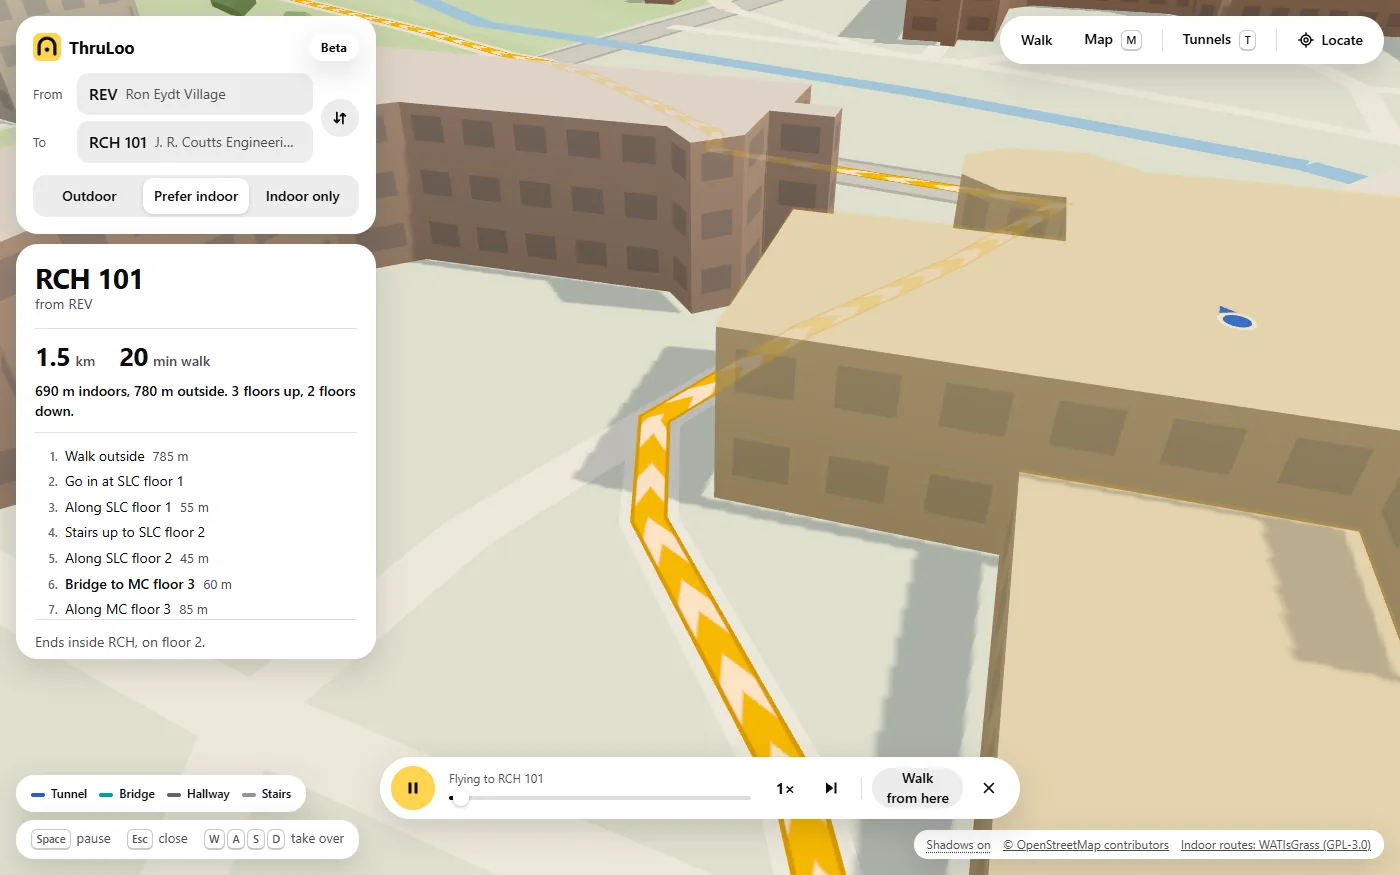 ThruLoo
Beta
From
REV Ron Eydt Village
To
RCH 101 J. R. Coutts Engineeri...
Outdoor
Prefer indoor
Indoor only
Walk
Map M
Tunnels T
Locate
RCH 101
from REV
1.5 km 20 min walk
690 m indoors, 780 m outside. 3 floors up, 2 floors
down.
1. Walk outside 785 m
2. Go in at SLC floor 1
3. Along SLC floor 1 55 m
4. Stairs up to SLC floor 2
5. Along SLC floor 2 45 m
6. Bridge to MC floor 3 60 m
7. Along MC floor 3 85 m
Ends inside RCH, on floor 2.
Tunnel Bridge Hallway Stairs
Space pause Esc close W A S D take over
Flying to RCH 101
1×
Walk
from here
Shadows on © OpenStreetMap contributors Indoor routes: WATIsGrass (GPL-3.0)